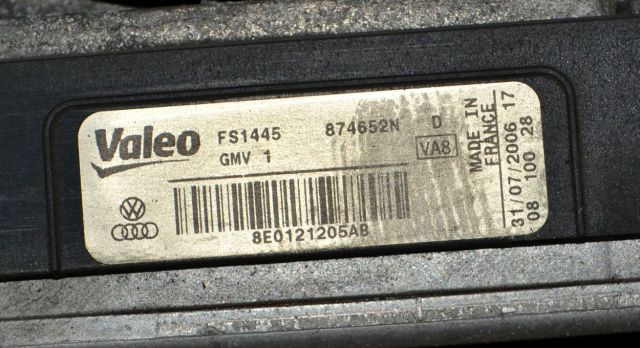 Valeo
FS1445 874652N D
GMV 1 VA8
8E0121205AB
MADE IN
FRANCE
31/07/2006 17
08 100 28